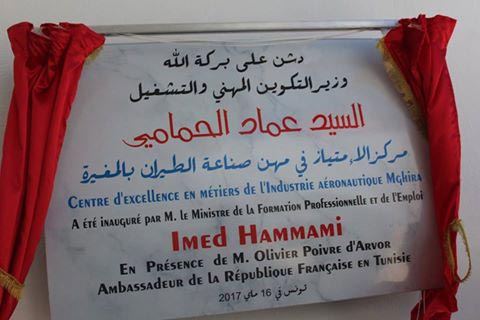 دشن على بركة الله
وزير التكوين المهني والتشغيل
السيد عماد الحمامي
مركز الإمتياز في مهن صناعة الطيران بالمغيرة
Centre d'excellence en métiers de l'Industrie aéronautique Mghira
A été inauguré par M. le Ministre de la Formation Professionnelle et de l'Emploi
Imed Hammami
En Présence de M. Olivier Poivre d'Arvor
Ambassadeur de la République Française en Tunisie
تونس في 16 ماي 2017